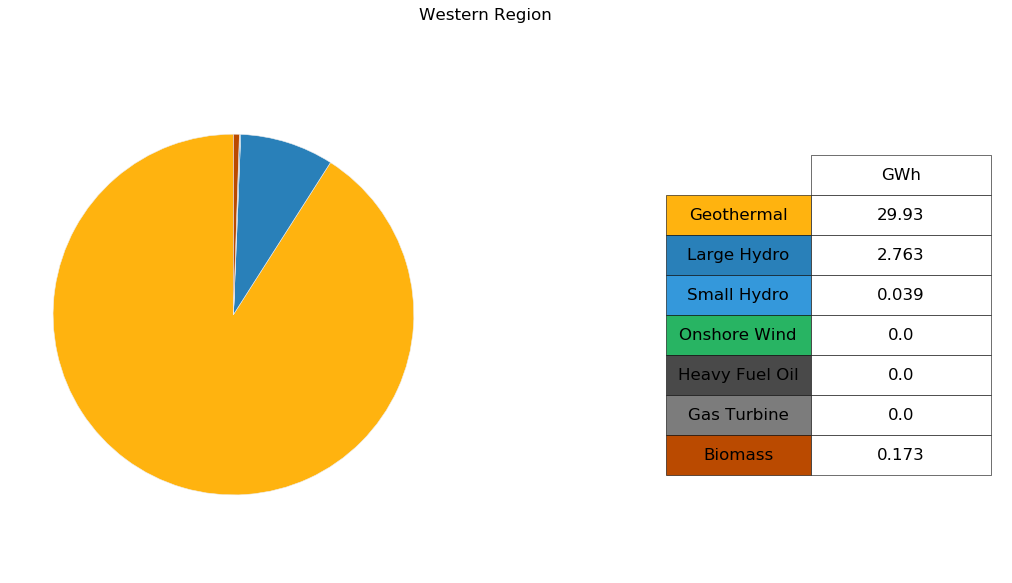 Western Region
GWh
Geothermal 29.93
Large Hydro 2.763
Small Hydro 0.039
Onshore Wind 0.0
Heavy Fuel Oil 0.0
Gas Turbine 0.0
Biomass 0.173